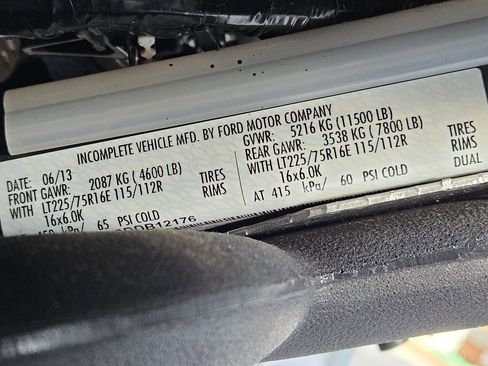 INCOMPLETE VEHICLE MFD. BY FORD MOTOR COMPANY
DATE: 06/13 GVWR: 5216 KG (11500 LB)
FRONT GAWR: 2087 KG ( 4600 LB) REAR GAWR: 3538 KG ( 7800 LB)
WITH LT225/75R16E 115/112R TIRES WITH LT225/75R16E 115/112R TIRES
16x6.0K RIMS 16x6.0K RIMS
kPa/ 65 PSI COLD AT 415 kPa/ 60 PSI COLD DUAL
DB12176